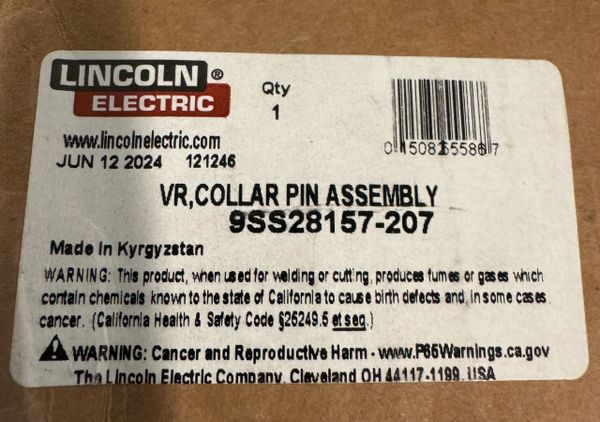 LINCOLN ®
ELECTRIC
Qty
1
www.lincolnelectric.com
JUN 12 2024 121246
VR,COLLAR PIN ASSEMBLY
9SS28157-207
Made in Kyrgyzstan
WARNING: This product, when used for welding or cutting, produces fumes or gases which
contain chemicals known to the state of California to cause birth defects and, in some cases
cancer. (California Health & Safety Code §25249.5 et seq.)
WARNING: Cancer and Reproductive Harm - www.P65Warnings.ca.gov
The Lincoln Electric Company, Cleveland OH 44117-1199, USA